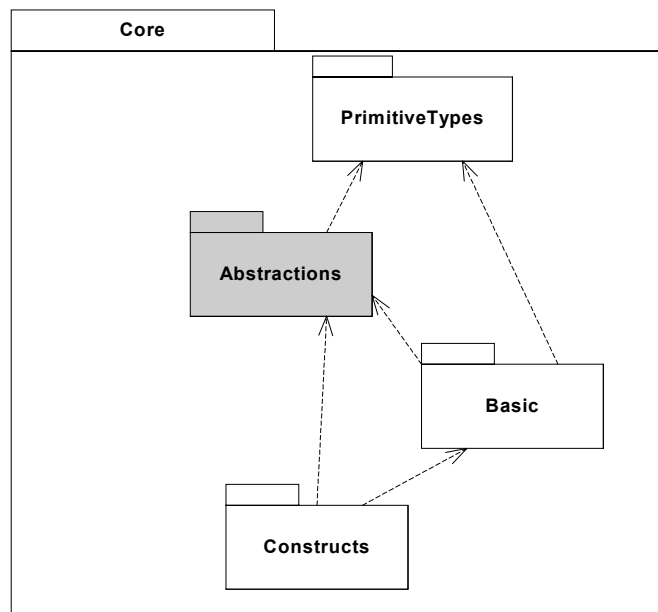 Core
PrimitiveTypes
Abstractions
Basic
Constructs